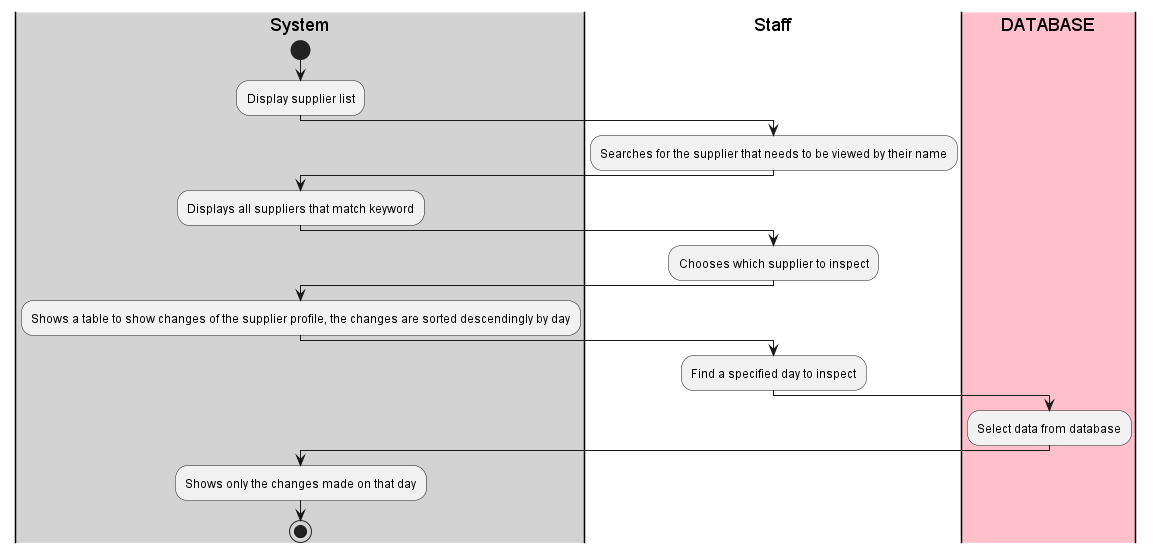 System
Staff
DATABASE
Display supplier list
Searches for the supplier that needs to be viewed by their name
Displays all suppliers that match keyword
Chooses which supplier to inspect
Shows a table to show changes of the supplier profile, the changes are sorted descendingly by day
Find a specified day to inspect
Select data from database
Shows only the changes made on that day